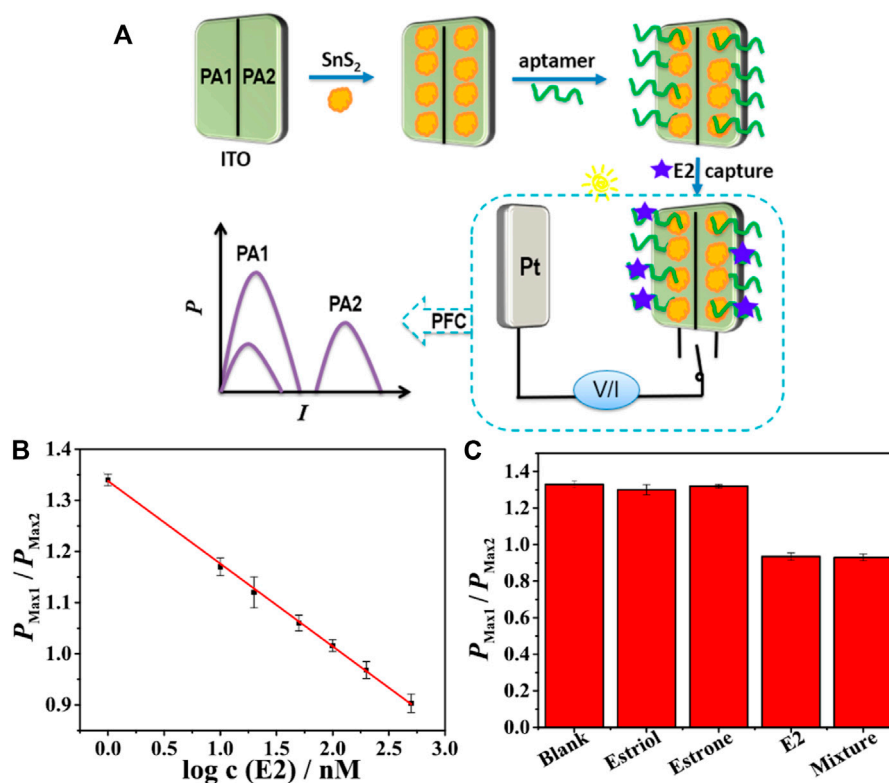 A
PA1 PA2
ITO
SnS2
aptamer
E2 capture
P
PA1
PA2
I
PFC
Pt
V/I
B
PMax1 / PMax2
1.4
1.3
1.2
1.1
1.0
0.9
0.0 0.5 1.0 1.5 2.0 2.5 3.0
log c (E2) / nM
C
PMax1 / PMax2
1.4
1.2
1.0
0.8
0.6
0.4
0.2
0.0
Blank Estriol Estrone E2 Mixture